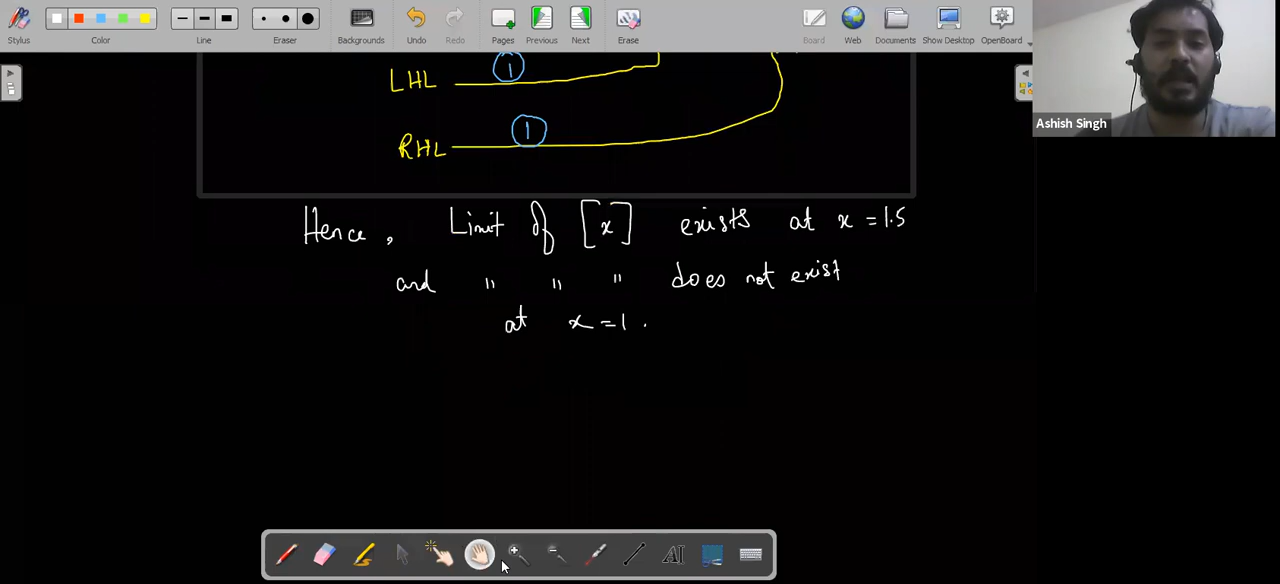 Stylus Color Line Eraser Backgrounds Undo Redo Pages Previous Next Erase Board Web Documents Show Desktop OpenBoard
Ashish Singh
LHL 1
RHL 1
Hence, Limit of [x] exists at x = 1.5
and " " " does not exist
at x = 1.
AI